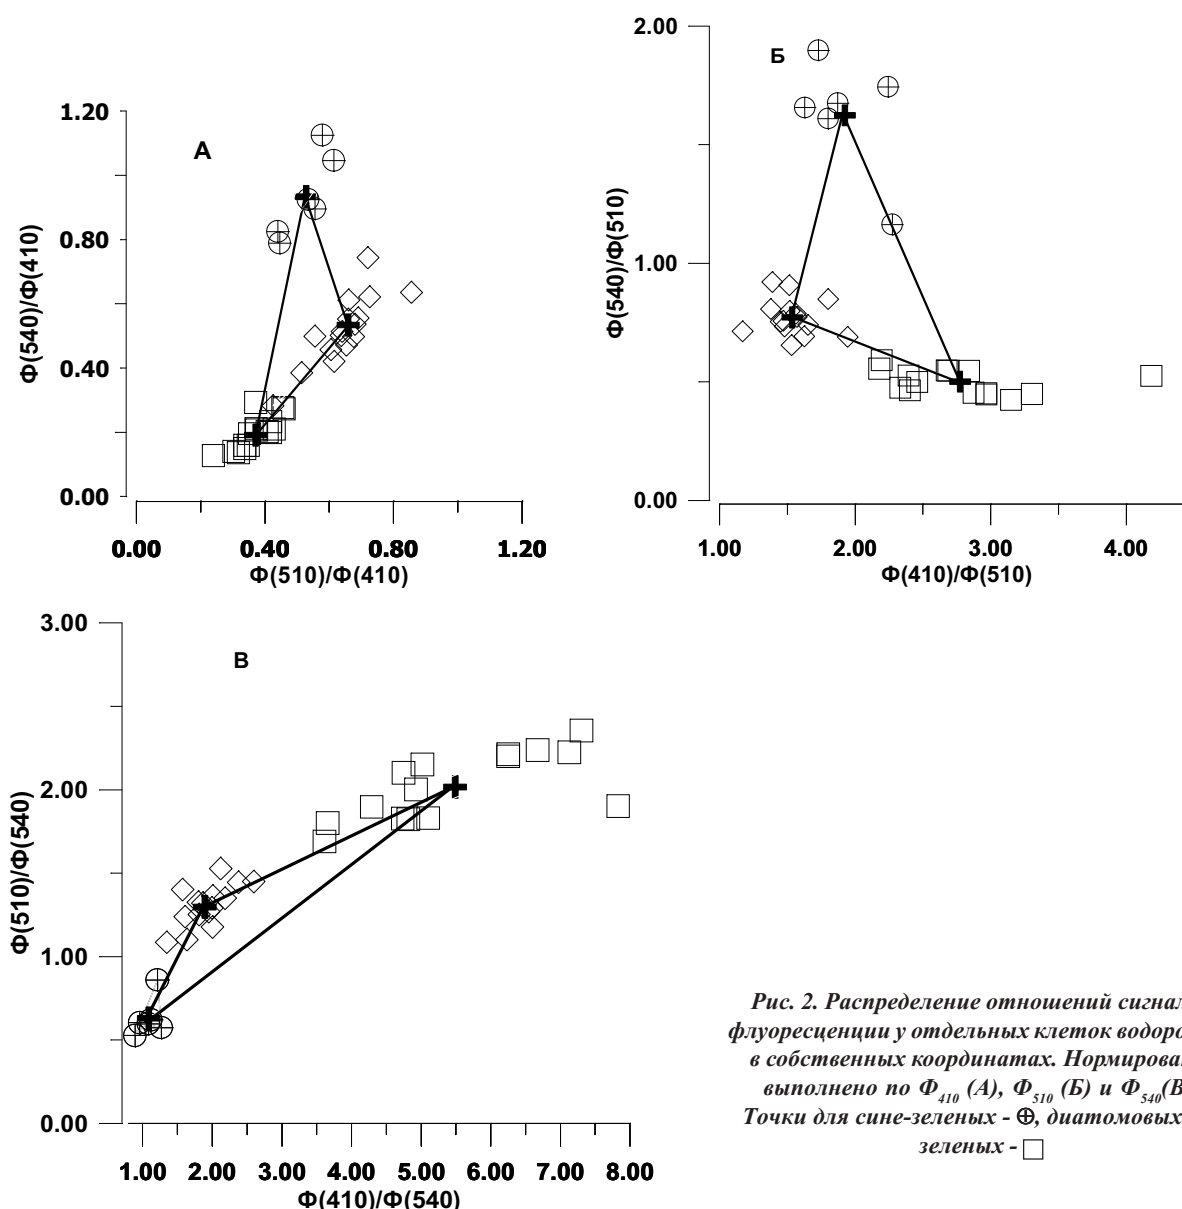 Б
2.00
1.00
0.00
Ф(540)/Ф(510)
1.00 2.00 3.00 4.00
Ф(410)/Ф(510)
А
1.20
0.80
0.40
0.00
Ф(540)/Ф(410)
0.00 0.40 0.80 1.20
Ф(510)/Ф(410)
В
3.00
2.00
1.00
0.00
Ф(510)/Ф(540)
1.00 2.00 3.00 4.00 5.00 6.00 7.00 8.00
Ф(410)/Ф(540)
Рис. 2. Распределение отношений сигнал
флуоресценции у отдельных клеток водоро
в собственных координатах. Нормирова
выполнено по Ф410 (А), Ф510 (Б) и Ф540(В
Точки для сине-зеленых - ⊕, диатомовых
зеленых - □